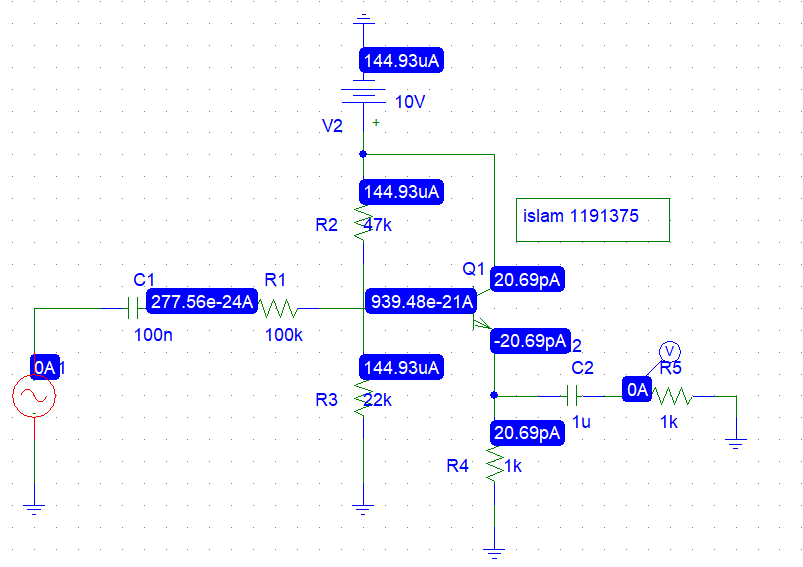 144.93uA
10V
V2
+
144.93uA
R2
47k
islam 1191375
Q1
20.69pA
C1
R1
277.56e-24A
939.48e-21A
100n
100k
-20.69pA
2
V
0A
1
144.93uA
C2
R5
0A
R3
22k
1u
1k
20.69pA
R4
1k